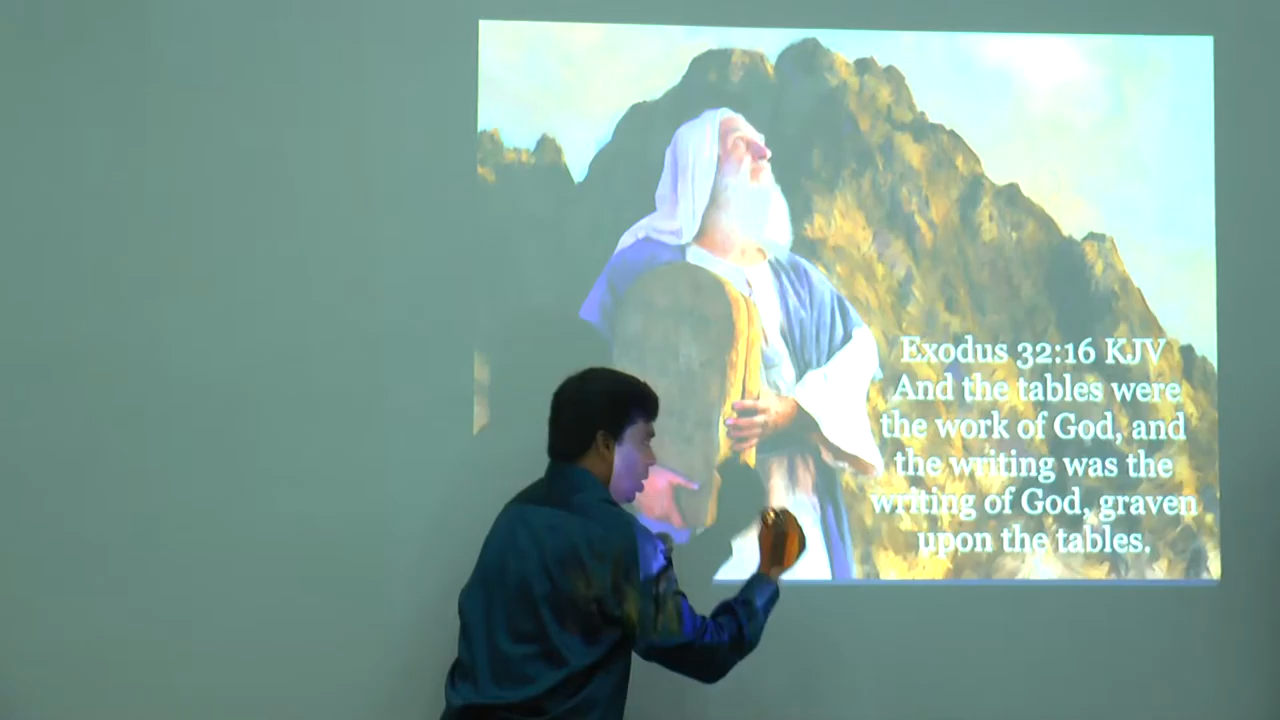 Exodus 32:16 KJV
And the tables were
the work of God, and
the writing was the
writing of God, graven
upon the tables.